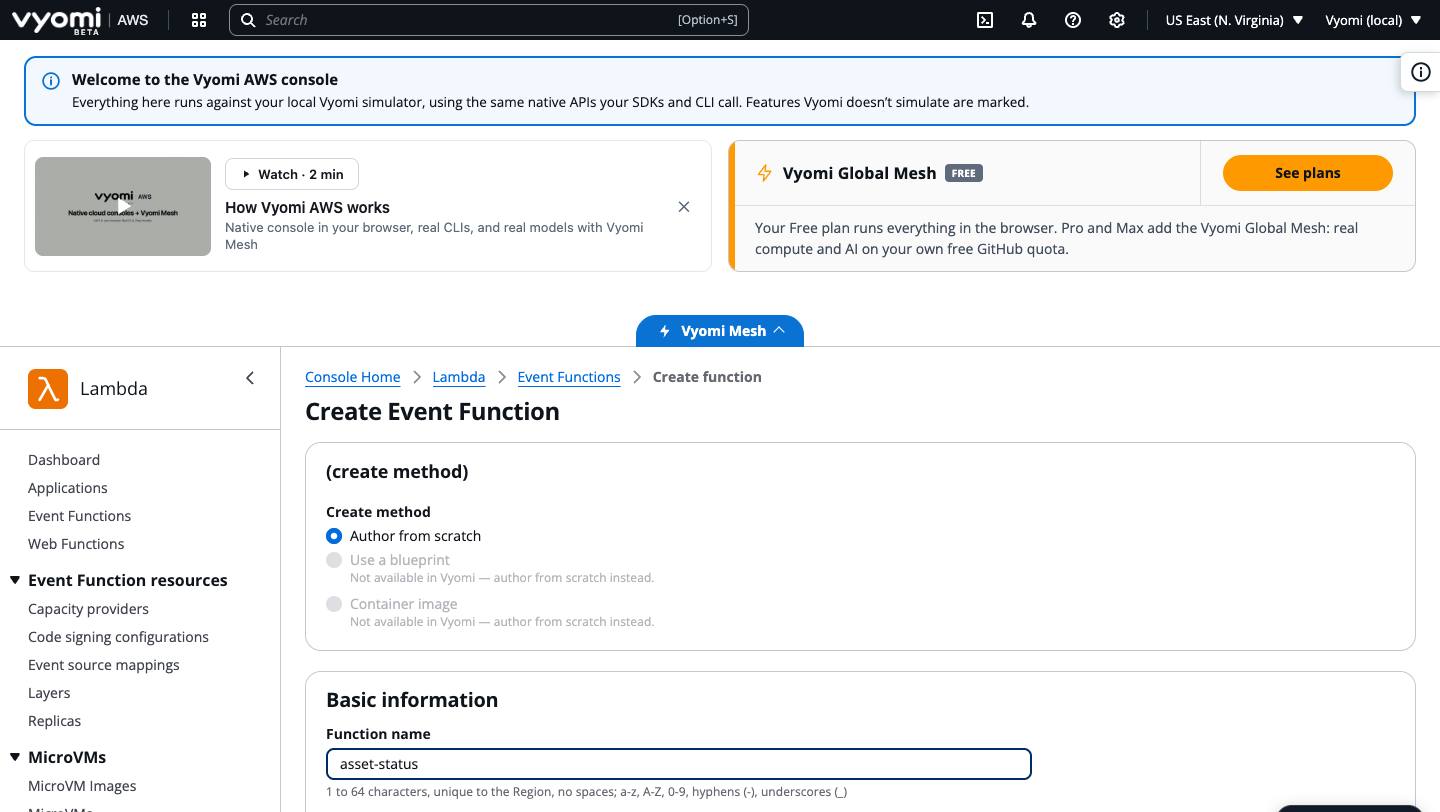 vyomi BETA AWS
Search [Option+S]
US East (N. Virginia) Vyomi (local)
Welcome to the Vyomi AWS console
Everything here runs against your local Vyomi simulator, using the same native APIs your SDKs and CLI call. Features Vyomi doesn’t simulate are marked.
vyomi AWS
Native cloud consoles + Vyomi Mesh
Watch · 2 min
How Vyomi AWS works
Native console in your browser, real CLIs, and real models with Vyomi
Mesh
Vyomi Global Mesh FREE
See plans
Your Free plan runs everything in the browser. Pro and Max add the Vyomi Global Mesh: real
compute and AI on your own free GitHub quota.
Vyomi Mesh
Lambda
Dashboard
Applications
Event Functions
Web Functions
Event Function resources
Capacity providers
Code signing configurations
Event source mappings
Layers
Replicas
MicroVMs
MicroVM Images
MicroVMs
Console Home Lambda Event Functions Create function
Create Event Function
(create method)
Create method
Author from scratch
Use a blueprint
Not available in Vyomi — author from scratch instead.
Container image
Not available in Vyomi — author from scratch instead.
Basic information
Function name
asset-status
1 to 64 characters, unique to the Region, no spaces; a-z, A-Z, 0-9, hyphens (-), underscores (_)